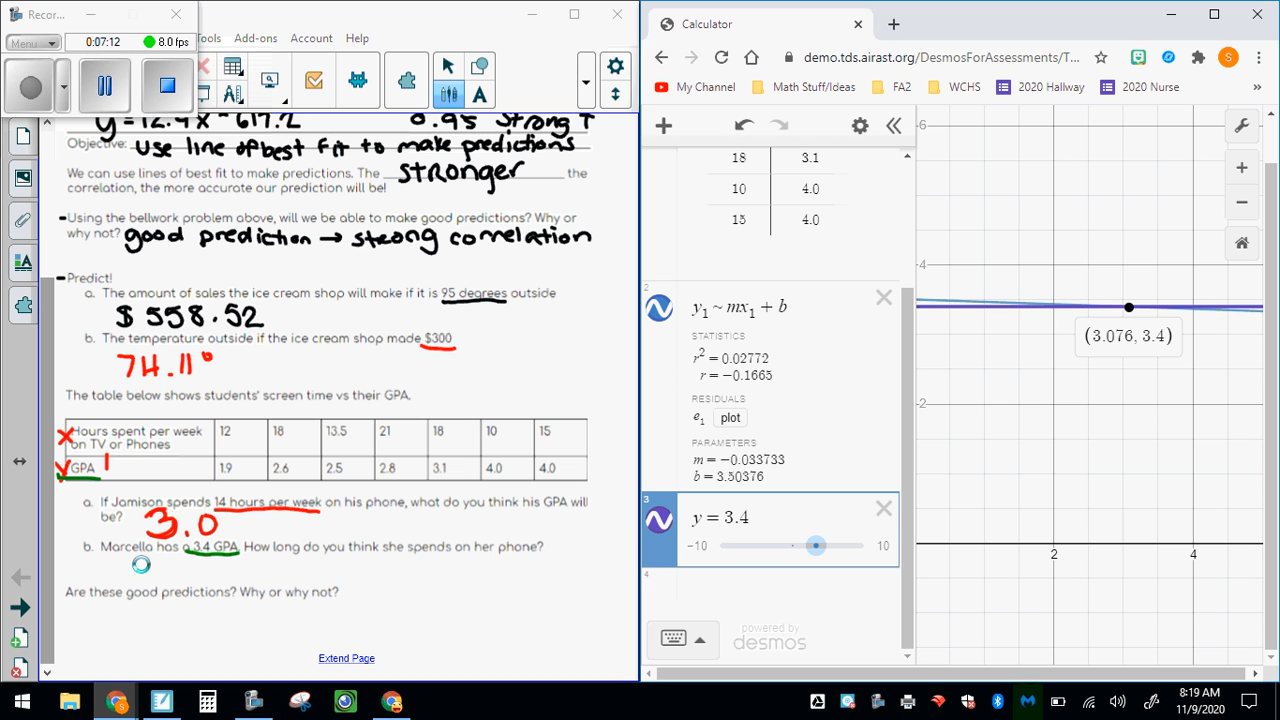 Recor...
Menu
0:07:12
8.0 fps
Tools Add-ons Account Help
y=12.4x-617.2 0.95 Strong +
Objective: Use line of best fit to make predictions
We can use lines of best fit to make predictions. The stronger the
correlation, the more accurate our prediction will be!
Using the bellwork problem above, will we be able to make good predictions? Why or
why not? good prediction → strong correlation
Predict!
a. The amount of sales the ice cream shop will make if it is 95 degrees outside
$ 558.52
b. The temperature outside if the ice cream shop made $300
74.11°
The table below shows students' screen time vs their GPA.
X Hours spent per week on TV or Phones 12 18 13.5 21 18 10 15
Y GPA 1.9 2.6 2.5 2.8 3.1 4.0 4.0
a. If Jamison spends 14 hours per week on his phone, what do you think his GPA will
be? 3.0
b. Marcella has a 3.4 GPA. How long do you think she spends on her phone?
Are these good predictions? Why or why not?
Extend Page
Calculator
demo.tds.airast.org/DesmosForAssessments/T...
My Channel Math Stuff/Ideas FA2 WCHS 2020 Hallway 2020 Nurse
18 3.1
10 4.0
15 4.0
2
y₁ ~ mx₁ + b
STATISTICS
r² = 0.02772
r = −0.1665
RESIDUALS
e₁ plot
PARAMETERS
m = −0.033733
b = 3.50376
3
y = 3.4
−10 10
4
powered by
desmos
6
4
(3.076, 3.4)
2
2 4
8:19 AM
11/9/2020